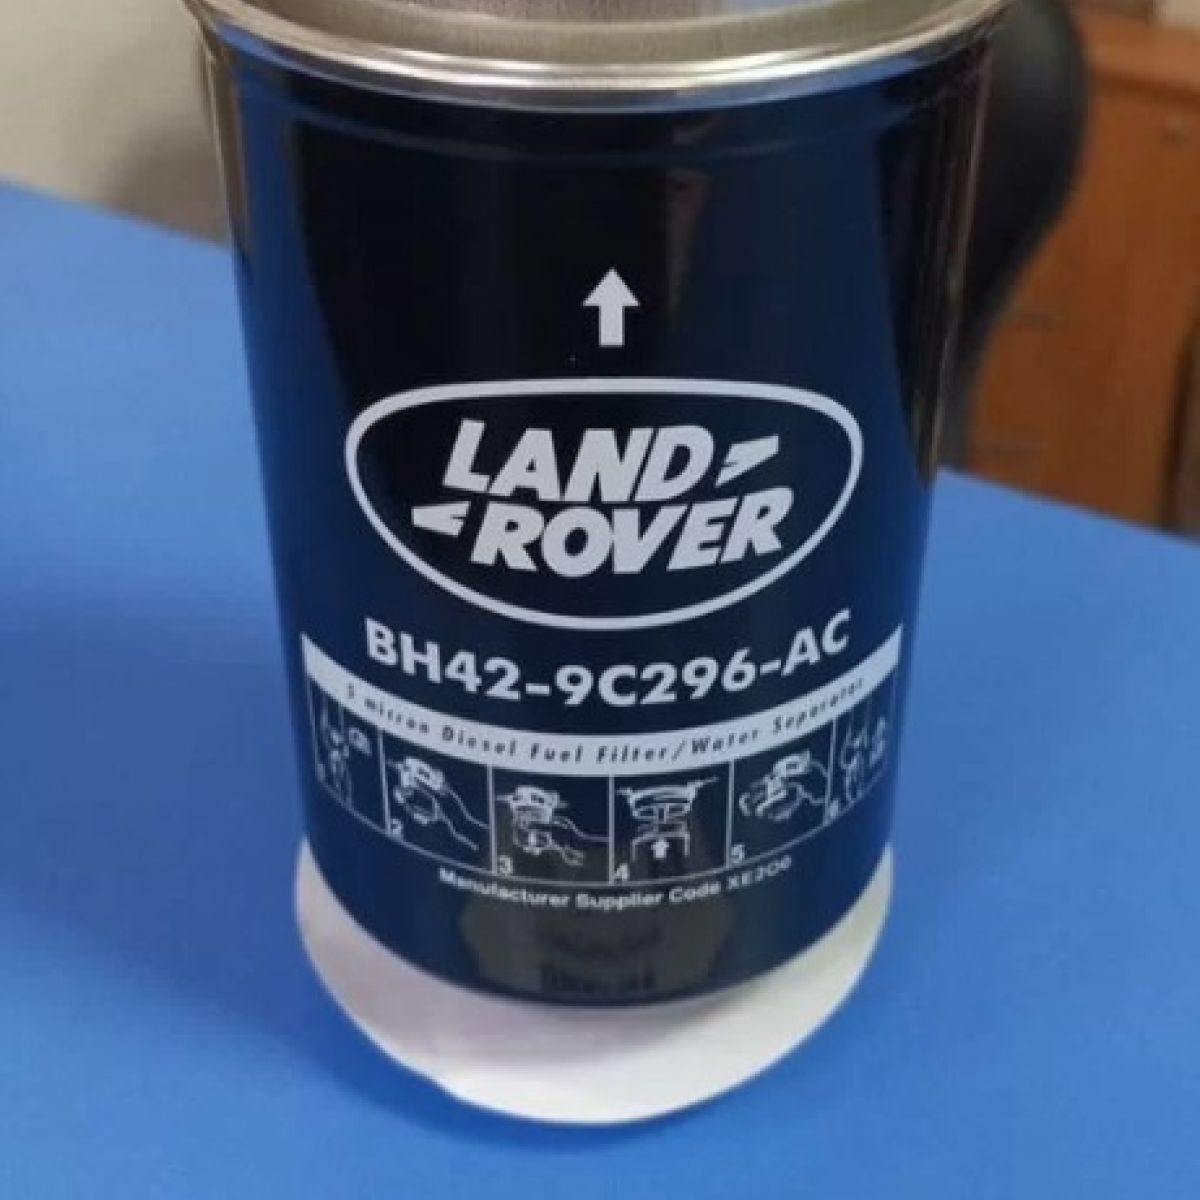 LAND
ROVER
BH42-9C296-AC
5 micron Diesel Fuel Filter/Water Separator
2
3
4
5
6
Manufacturer Supplier Code XE200